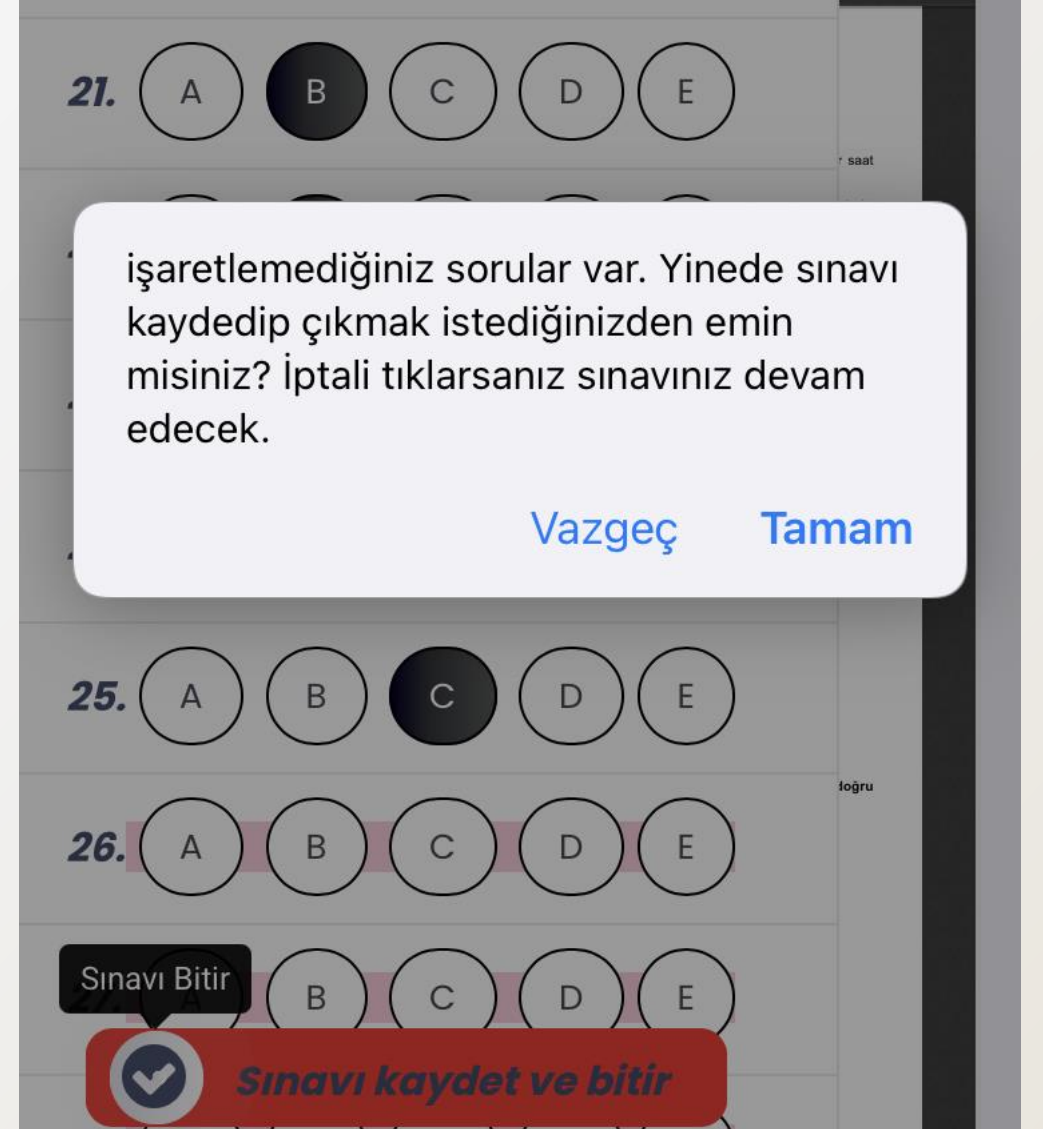 21. A B C D E
r saat
işaretlemediğiniz sorular var. Yinede sınavı
kaydedip çıkmak istediğinizden emin
misiniz? İptali tıklarsanız sınavınız devam
edecek.
Vazgeç Tamam
25. A B C D E
doğru
26. A B C D E
Sınavı Bitir
27. A B C D E
Sınavı kaydet ve bitir